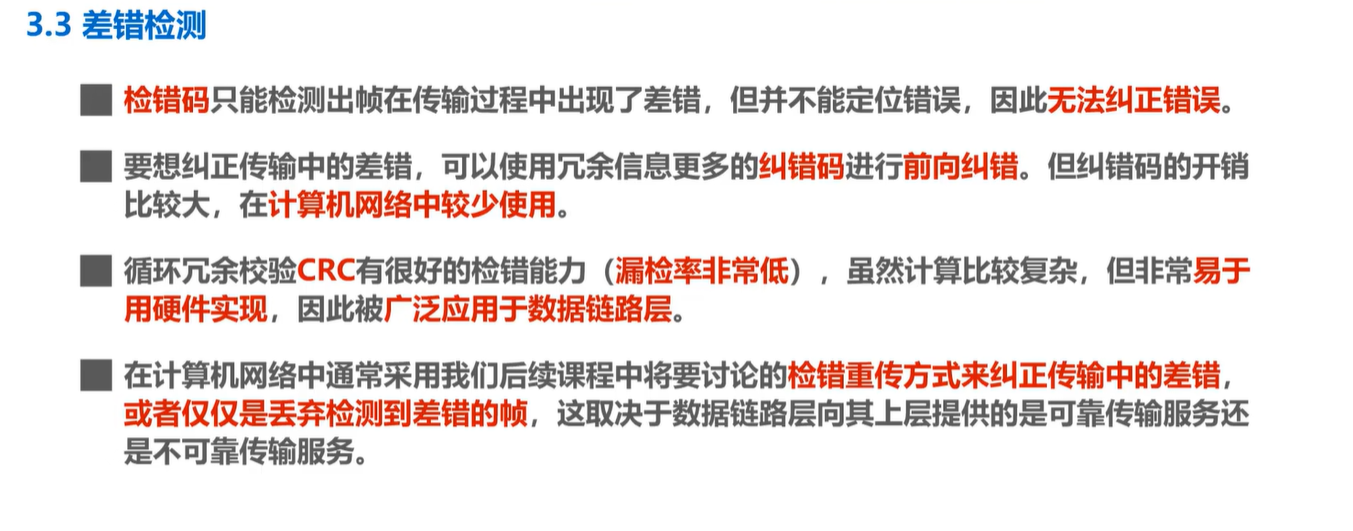 3.3 差错检测
检错码只能检测出帧在传输过程中出现了差错，但并不能定位错误，因此无法纠正错误。
要想纠正传输中的差错，可以使用冗余信息更多的纠错码进行前向纠错。但纠错码的开销
比较大，在计算机网络中较少使用。
循环冗余校验CRC有很好的检错能力（漏检率非常低），虽然计算比较复杂，但非常易于
用硬件实现，因此被广泛应用于数据链路层。
在计算机网络中通常采用我们后续课程中将要讨论的检错重传方式来纠正传输中的差错，
或者仅仅是丢弃检测到差错的帧，这取决于数据链路层向其上层提供的是可靠传输服务还
是不可靠传输服务。